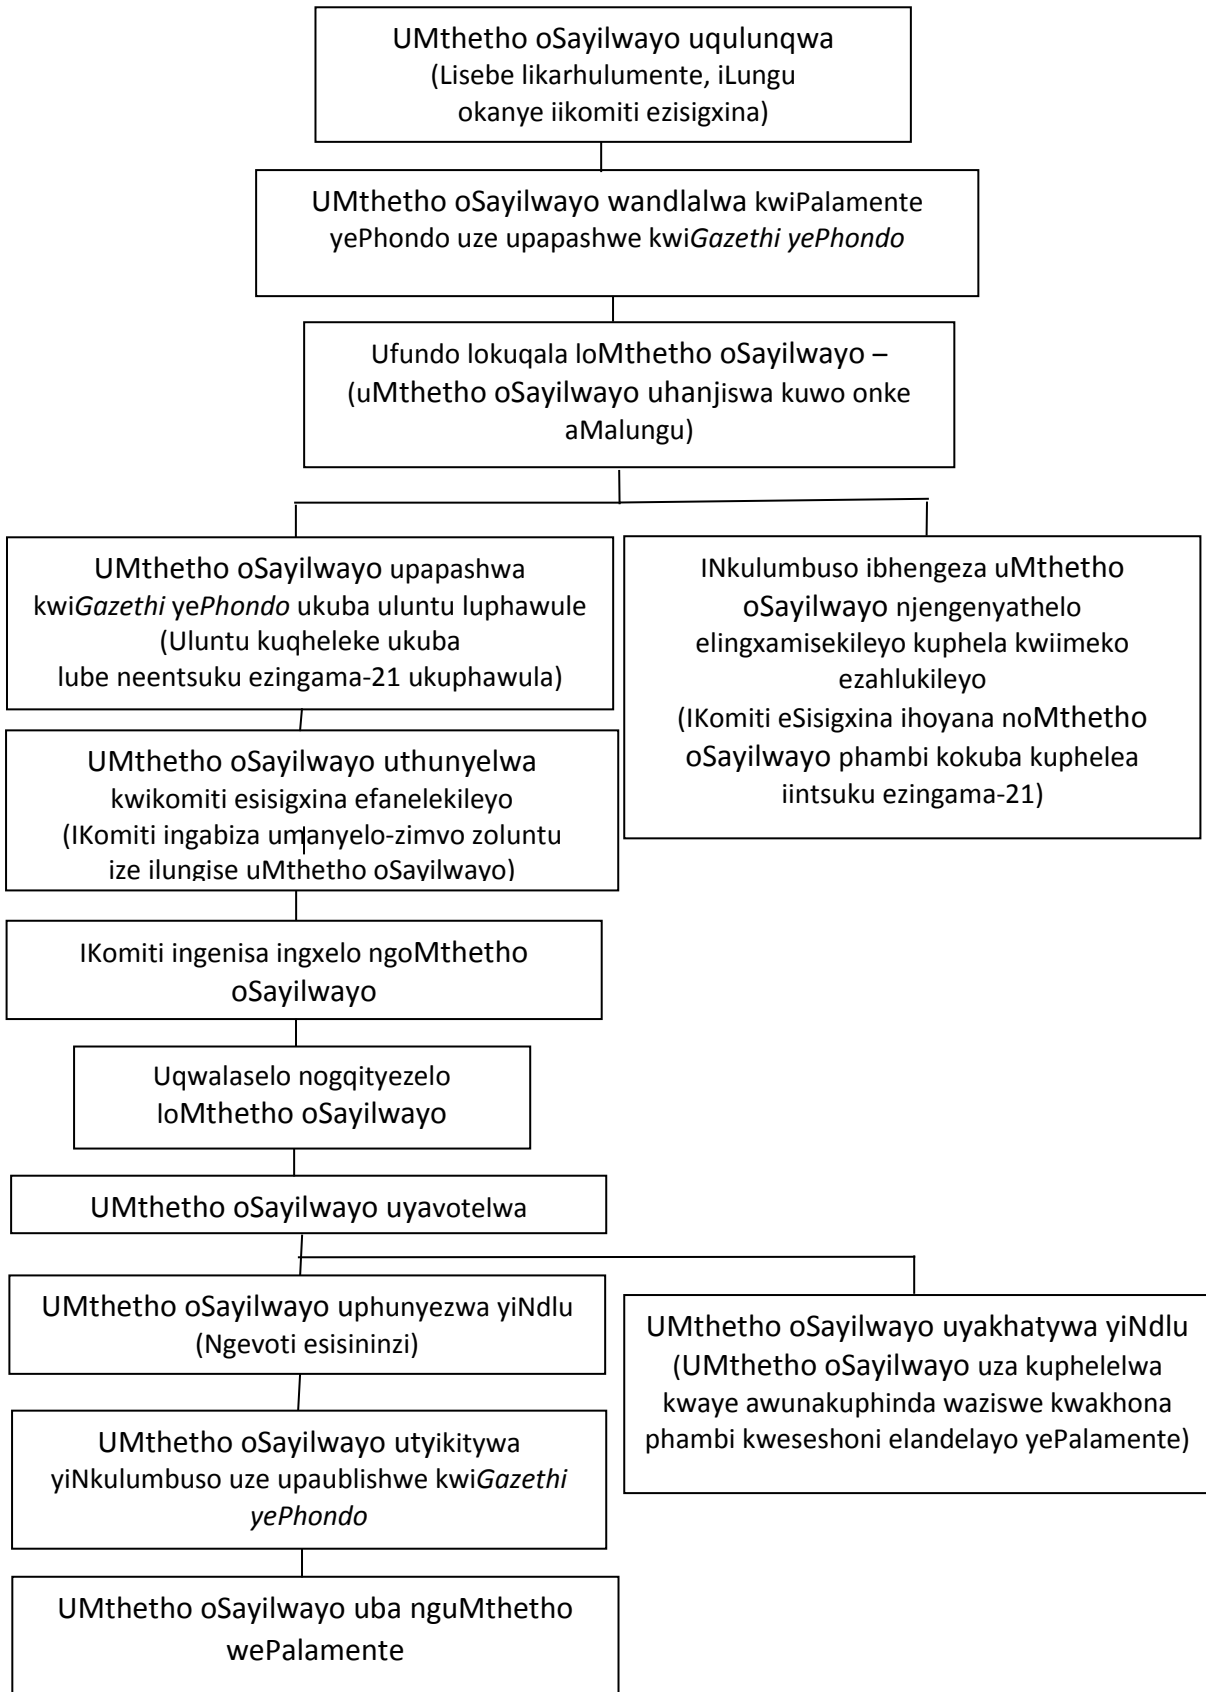 UMthetho oSayilwayo uqulunqwa
(Lisebe likarhulumente, iLungu
okanye iikomiti ezisigxina)
UMthetho oSayilwayo wandlalwa kwiPalamente
yePhondo uze upapashwe kwiGazethi yePhondo
Ufundo lokuqala loMthetho oSayilwayo –
(uMthetho oSayilwayo uhanjiswa kuwo onke
aMalungu)
UMthetho oSayilwayo upapashwa
kwiGazethi yePhondo ukuba uluntu luphawule
(Uluntu kuqheleke ukuba
lube neentsuku ezingama-21 ukuphawula)
INkulumbuso ibhengeza uMthetho
oSayilwayo njengenyathelo
elingxamisekileyo kuphela kwiimeko
ezahlukileyo
(IKomiti eSisigxina ihoyana noMthetho
oSayilwayo phambi kokuba kuphelea
iintsuku ezingama-21)
UMthetho oSayilwayo uthunyelwa
kwikomiti esisigxina efanelekileyo
(IKomiti ingabiza umanyelo-zimvo zoluntu
ize ilungise uMthetho oSayilwayo)
IKomiti ingenisa ingxelo ngoMthetho
oSayilwayo
Uqwalaselo nogqityezelo
loMthetho oSayilwayo
UMthetho oSayilwayo uyavotelwa
UMthetho oSayilwayo uphunyezwa yiNdlu
(Ngevoti esisininzi)
UMthetho oSayilwayo uyakhatywa yiNdlu
(UMthetho oSayilwayo uza kuphelelwa
kwaye awunakuphinda waziswe kwakhona
phambi kweseshoni elandelayo yePalamente)
UMthetho oSayilwayo utyikitywa
yiNkulumbuso uze upaublishwe kwiGazethi
yePhondo
UMthetho oSayilwayo uba nguMthetho
wePalamente